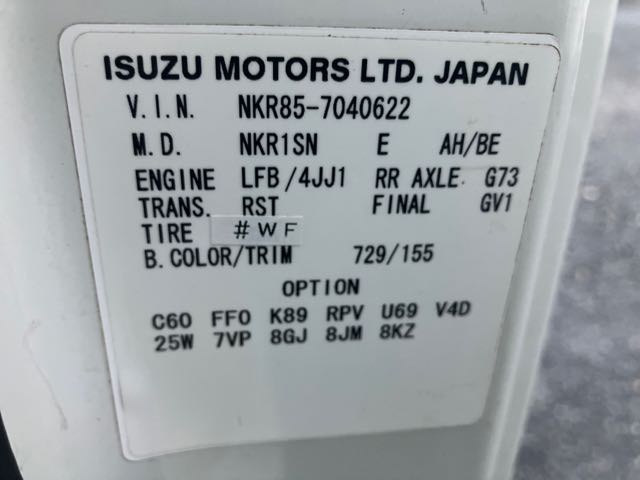 ISUZU MOTORS LTD. JAPAN
V.I.N. NKR85-7040622
M.D. NKR1SN E AH/BE
ENGINE LFB/4JJ1 RR AXLE G73
TRANS. RST FINAL GV1
TIRE #WF
B.COLOR/TRIM 729/155
OPTION
C60 FF0 K89 RPV U69 V4D
25W 7VP 8GJ 8JM 8KZ